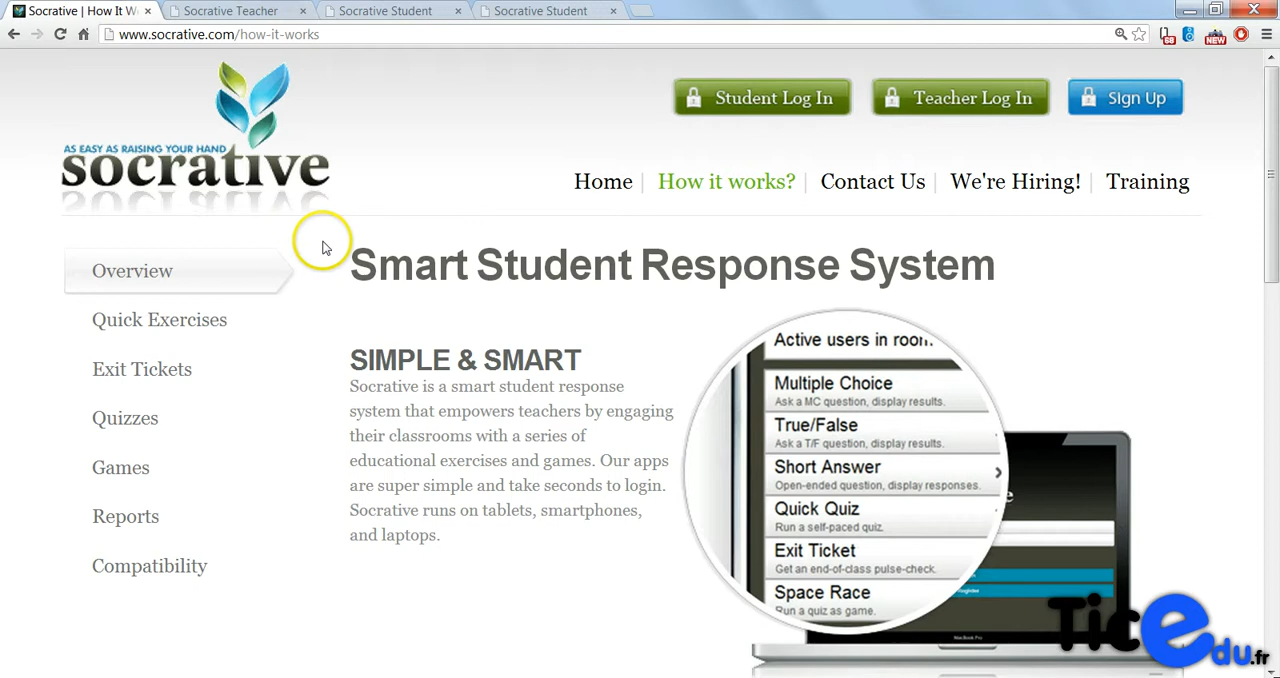 Socrative | How It W
Socrative Teacher
Socrative Student
Socrative Student
www.socrative.com/how-it-works
68
NEW
AS EASY AS RAISING YOUR HAND
socrative
Student Log In
Teacher Log In
Sign Up
Home
How it works?
Contact Us
We're Hiring!
Training
Overview
Quick Exercises
Exit Tickets
Quizzes
Games
Reports
Compatibility
Smart Student Response System
SIMPLE & SMART
Socrative is a smart student response
system that empowers teachers by engaging
their classrooms with a series of
educational exercises and games. Our apps
are super simple and take seconds to login.
Socrative runs on tablets, smartphones,
and laptops.
Active users in room:
Multiple Choice
Ask a MC question, display results.
True/False
Ask a T/F question, display results.
Short Answer
Open-ended question, display responses.
Quick Quiz
Run a self-paced quiz.
Exit Ticket
Get an end-of-class pulse-check.
Space Race
Run a quiz as game.
MacBook Pro
TicEdu.fr